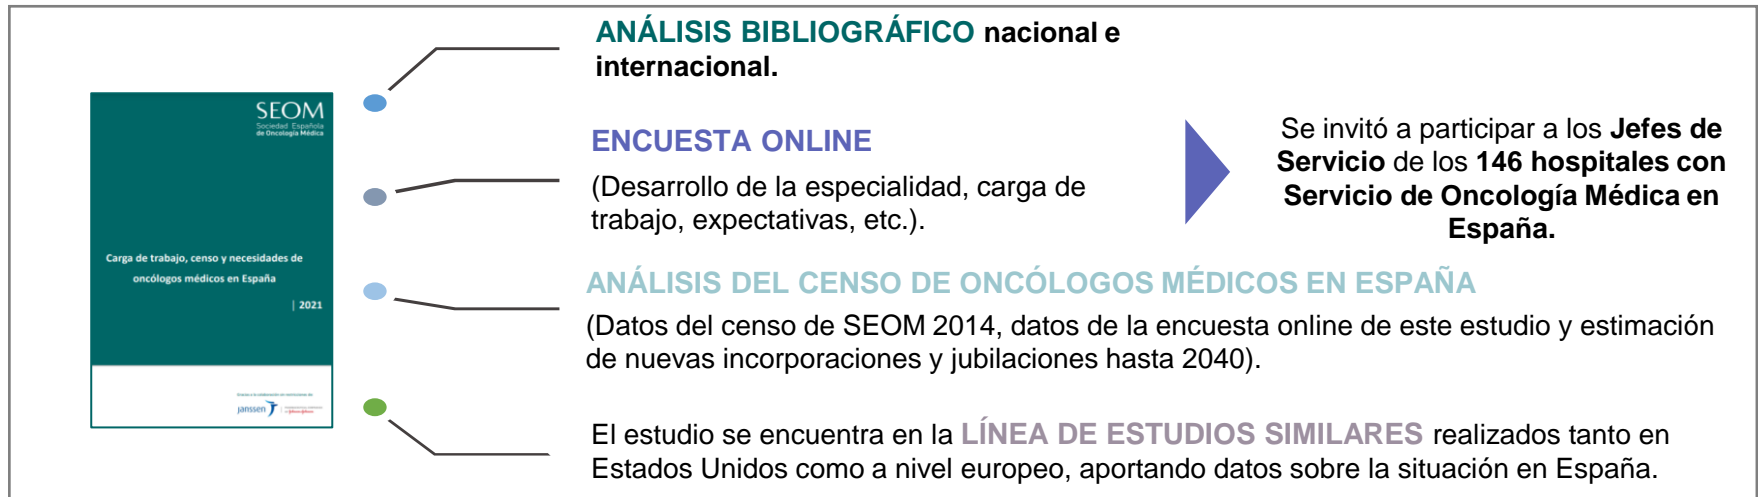 SEOM
Sociedad Española
de Oncología Médica
Carga de trabajo, censo y necesidades de
oncólogos médicos en España
| 2021
janssen
ANÁLISIS BIBLIOGRÁFICO nacional e
internacional.
ENCUESTA ONLINE
(Desarrollo de la especialidad, carga de
trabajo, expectativas, etc.).
Se invitó a participar a los Jefes de
Servicio de los 146 hospitales con
Servicio de Oncología Médica en
España.
ANÁLISIS DEL CENSO DE ONCÓLOGOS MÉDICOS EN ESPAÑA
(Datos del censo de SEOM 2014, datos de la encuesta online de este estudio y estimación
de nuevas incorporaciones y jubilaciones hasta 2040).
El estudio se encuentra en la LÍNEA DE ESTUDIOS SIMILARES realizados tanto en
Estados Unidos como a nivel europeo, aportando datos sobre la situación en España.